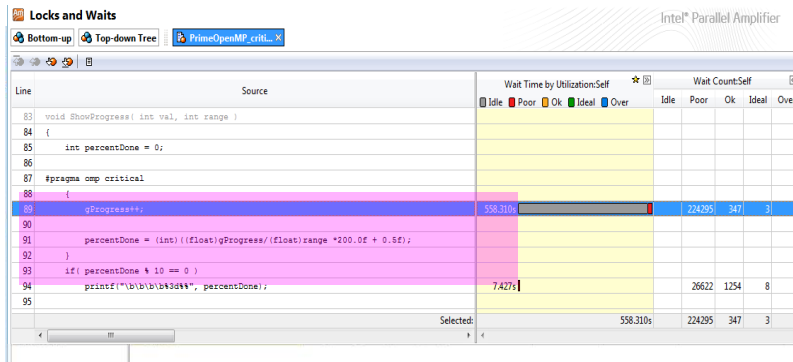 Am Locks and Waits
Intel® Parallel Amplifier
Bottom-up Top-down Tree PrimeOpenMP_criti... ×
Line Source Wait Time by Utilization:Self Wait Count:Self
Idle Poor Ok Ideal Over Idle Poor Ok Ideal Ove
83 void ShowProgress( int val, int range )
84 {
85 int percentDone = 0;
86
87 #pragma omp critical
88 {
89 gProgress++; 558.310s 224295 347 3
90
91 percentDone = (int)((float)gProgress/(float)range *200.0f + 0.5f);
92 }
93 if( percentDone % 10 == 0 )
94 printf("\b\b\b\b%3d%%", percentDone); 7.427s 26622 1254 8
95
Selected: 558.310s 224295 347 3